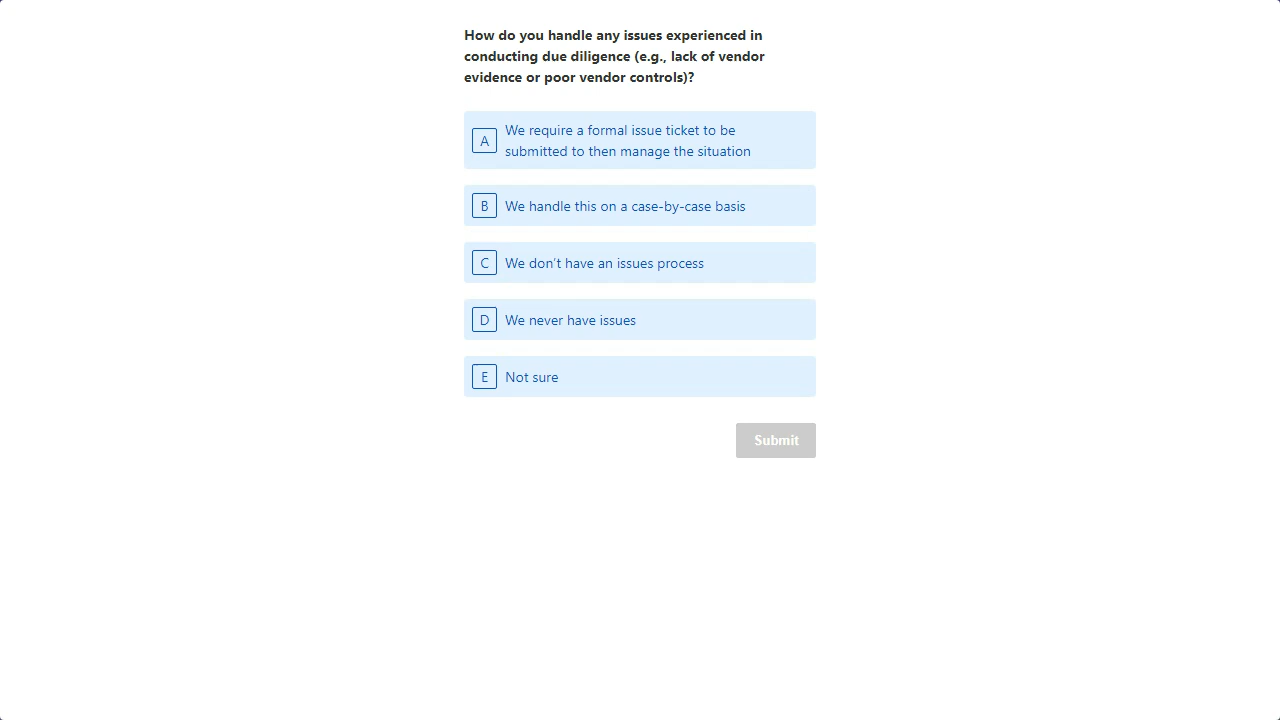 How do you handle any issues experienced in
conducting due diligence (e.g., lack of vendor
evidence or poor vendor controls)?
A
We require a formal issue ticket to be
submitted to then manage the situation
B
We handle this on a case-by-case basis
C
We don't have an issues process
D
We never have issues
E
Not sure
Submit